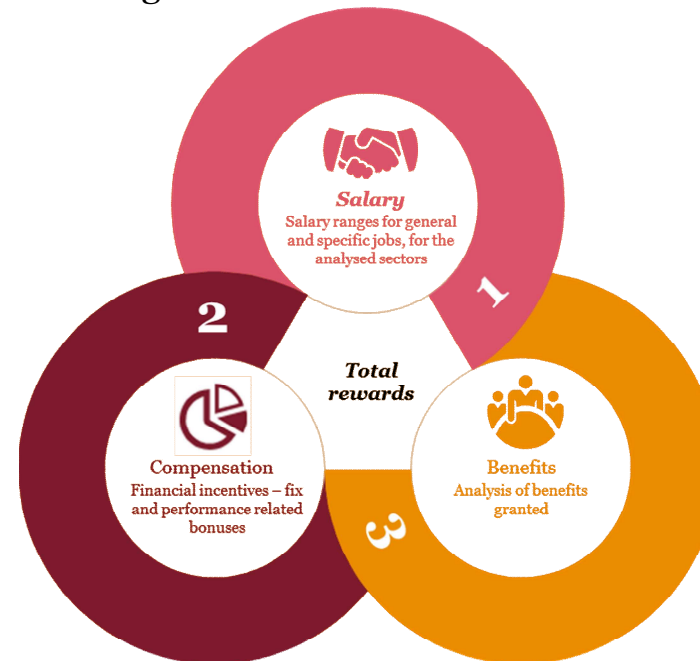 1
Salary
Salary ranges for general
and specific jobs, for the
analysed sectors
2
Total
rewards
Compensation
Financial incentives – fix
and performance related
bonuses
Benefits
Analysis of benefits
granted
3